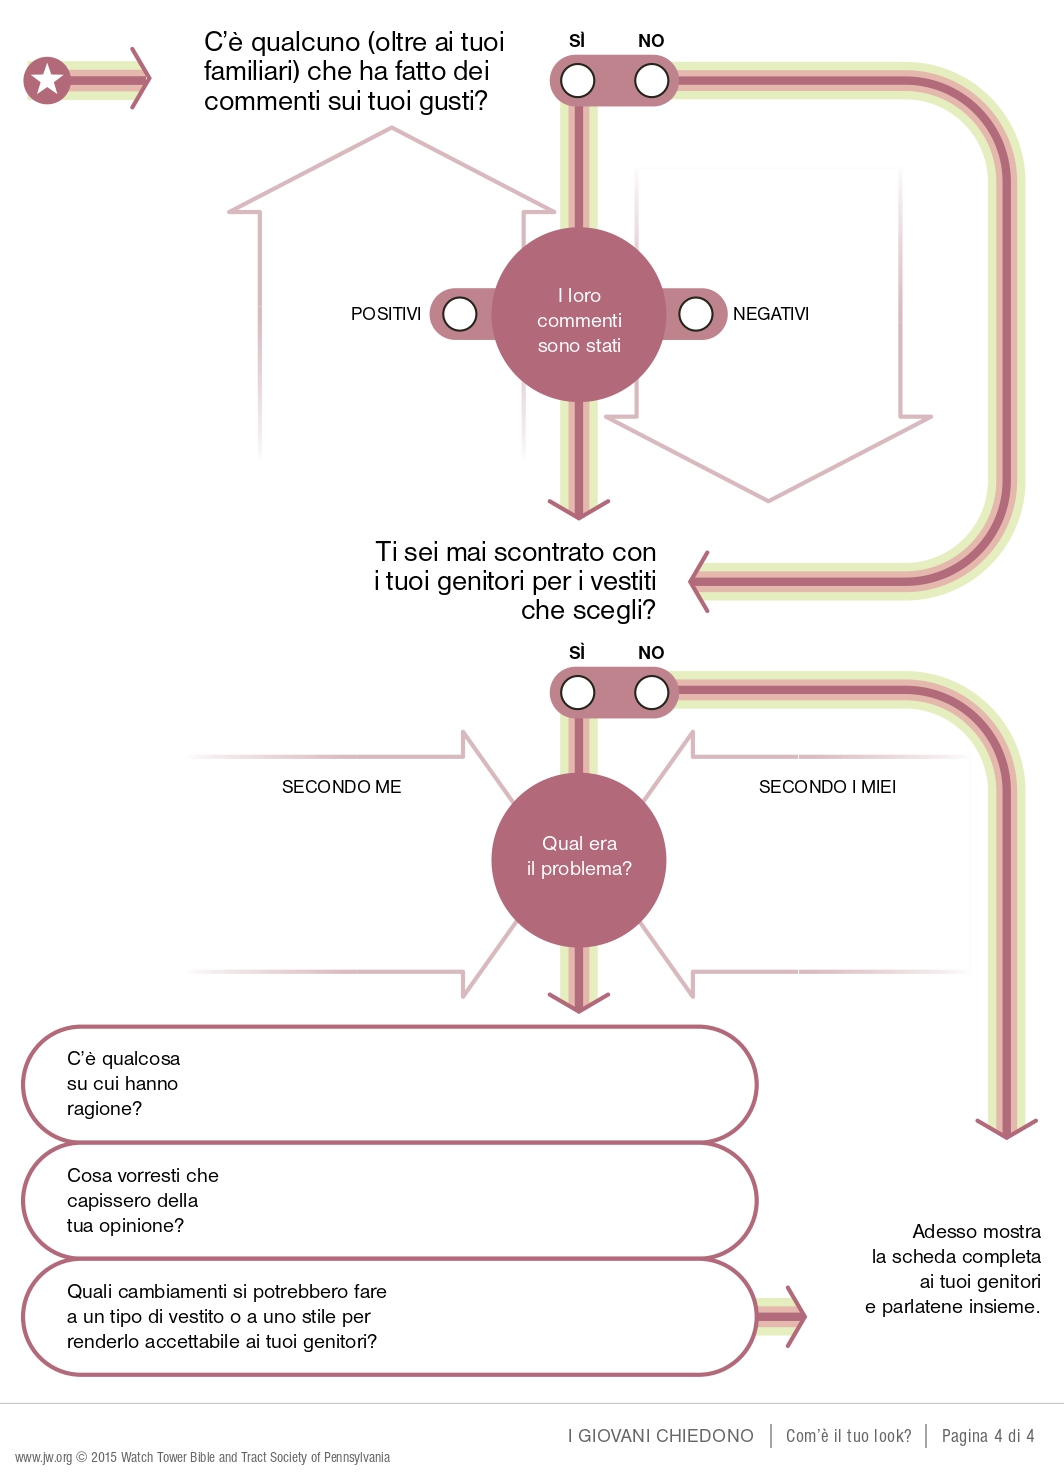 C’è qualcuno (oltre ai tuoi
familiari) che ha fatto dei
commenti sui tuoi gusti?
SÌ NO
POSITIVI
I loro
commenti
sono stati
NEGATIVI
Ti sei mai scontrato con
i tuoi genitori per i vestiti
che scegli?
SÌ NO
SECONDO ME
SECONDO I MIEI
Qual era
il problema?
C’è qualcosa
su cui hanno
ragione?
Cosa vorresti che
capissero della
tua opinione?
Quali cambiamenti si potrebbero fare
a un tipo di vestito o a uno stile per
renderlo accettabile ai tuoi genitori?
Adesso mostra
la scheda completa
ai tuoi genitori
e parlatene insieme.
I GIOVANI CHIEDONO | Com’è il tuo look? | Pagina 4 di 4
www.jw.org © 2015 Watch Tower Bible and Tract Society of Pennsylvania